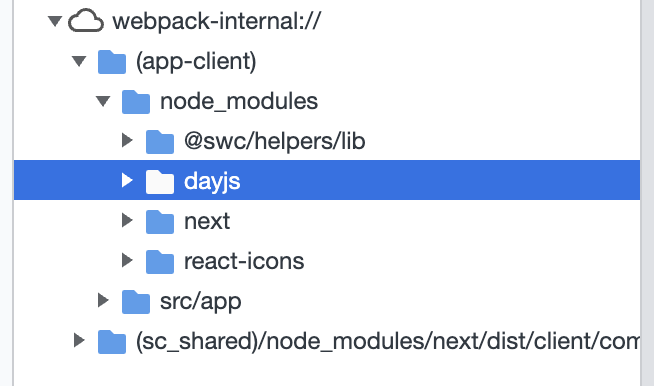 webpack-internal://
(app-client)
node_modules
@swc/helpers/lib
dayjs
next
react-icons
src/app
(sc_shared)/node_modules/next/dist/client/com